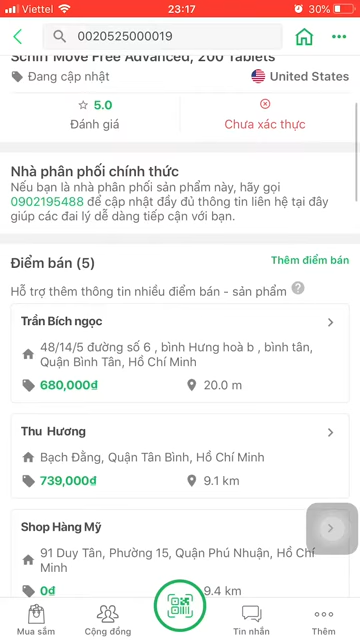 Viettel
23:17
30%
0020525000019
Schiff Move Free Advanced, 200 Tablets
Đang cập nhật
United States
5.0
Đánh giá
Chưa xác thực
Nhà phân phối chính thức
Nếu bạn là nhà phân phối sản phẩm này, hãy gọi
0902195488 để cập nhật đầy đủ thông tin liên hệ tại đây
giúp các đại lý dễ dàng tiếp cận với bạn.
Điểm bán (5)
Thêm điểm bán
Hỗ trợ thêm thông tin nhiều điểm bán - sản phẩm ?
Trần Bích ngọc
48/14/5 đường số 6 , bình Hưng hoà b , bình tân,
Quận Bình Tân, Hồ Chí Minh
680,000₫
20.0 m
Thu Hương
Bạch Đằng, Quận Tân Bình, Hồ Chí Minh
739,000₫
9.1 km
Shop Hàng Mỹ
91 Duy Tân, Phường 15, Quận Phú Nhuận, Hồ Chí
Minh
0₫
9.4 km
Mua sắm
Cộng đồng
Tin nhắn
Thêm